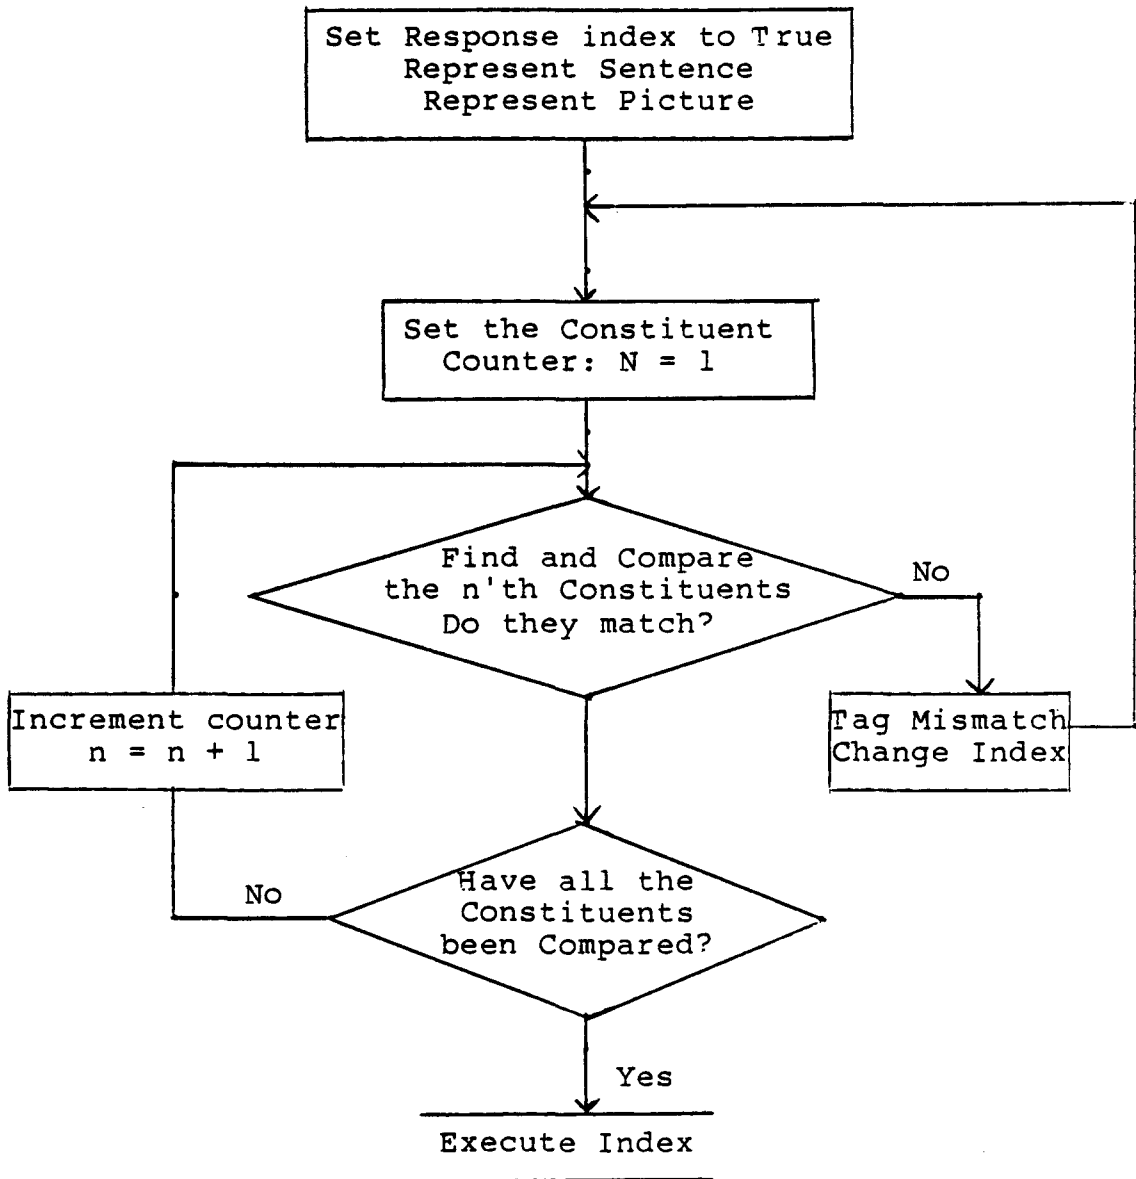 Set Response index to True
Represent Sentence
Represent Picture
Set the Constituent
Counter: N = 1
Find and Compare
the n'th Constituents
Do they match?
No
Increment counter
n = n + 1
Tag Mismatch
Change Index
Have all the
Constituents
been Compared?
No
Yes
Execute Index